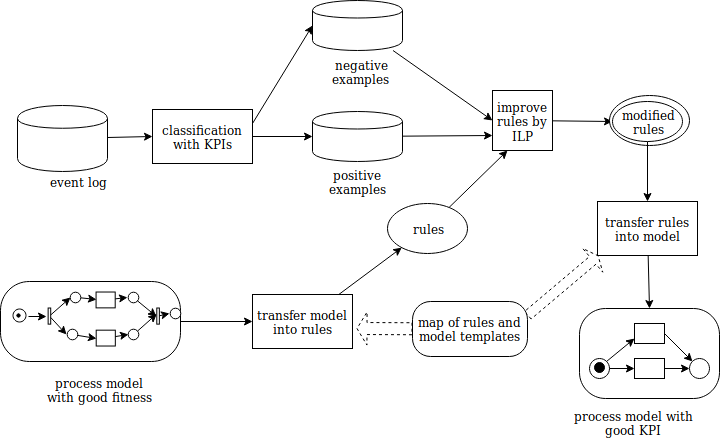 negative
examples
improve
rules by
ILP
modified
rules
classification
with KPIs
event log
positive
examples
rules
transfer rules
into model
transfer model
into rules
map of rules and
model templates
process model
with good fitness
process model with
good KPI